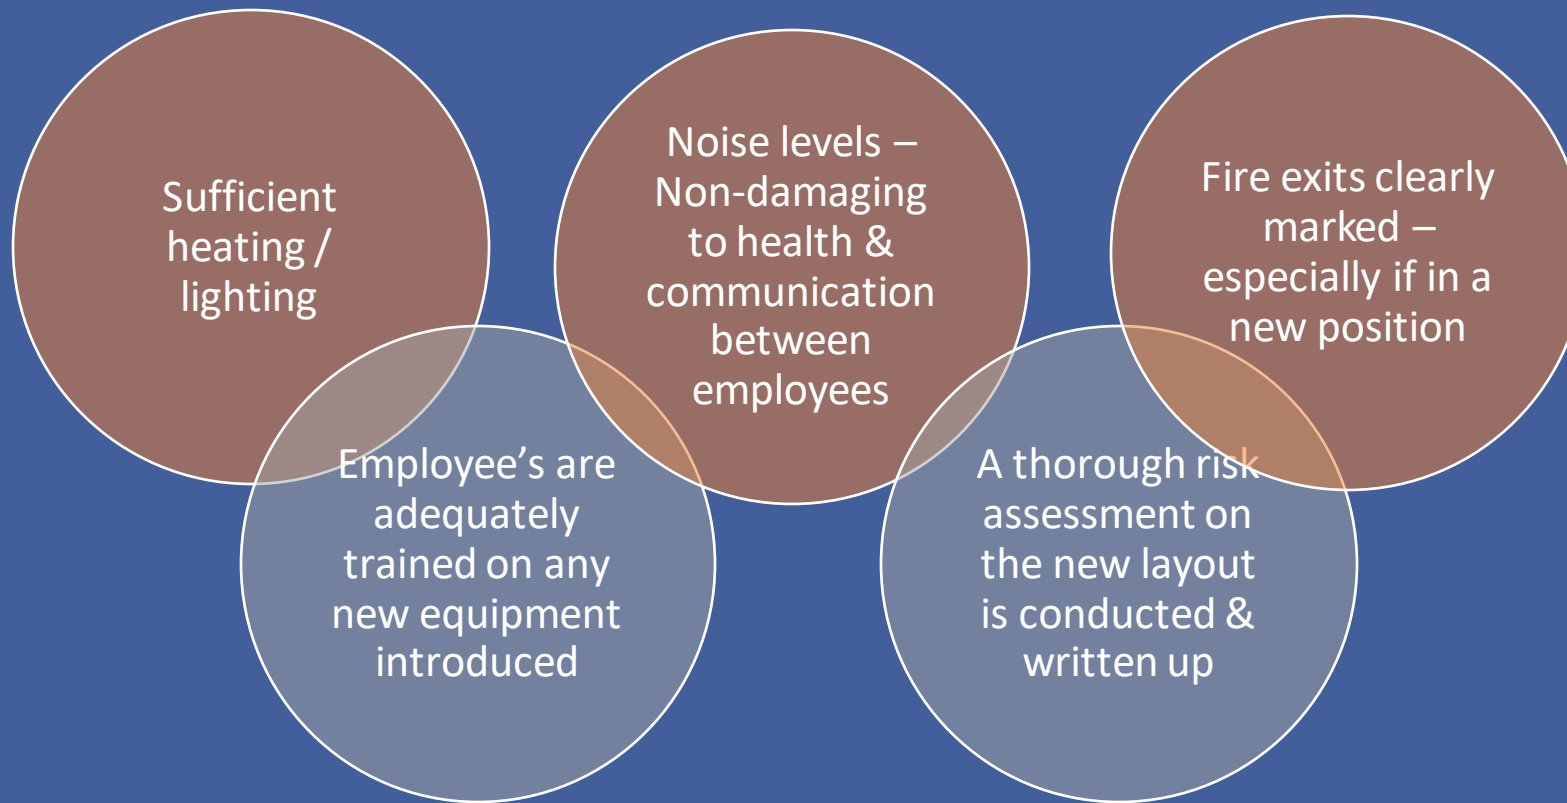 Sufficient
heating /
lighting
Employee’s are
adequately
trained on any
new equipment
introduced
Noise levels –
Non-damaging
to health &
communication
between
employees
A thorough risk
assessment on
the new layout
is conducted &
written up
Fire exits clearly
marked –
especially if in a
new position